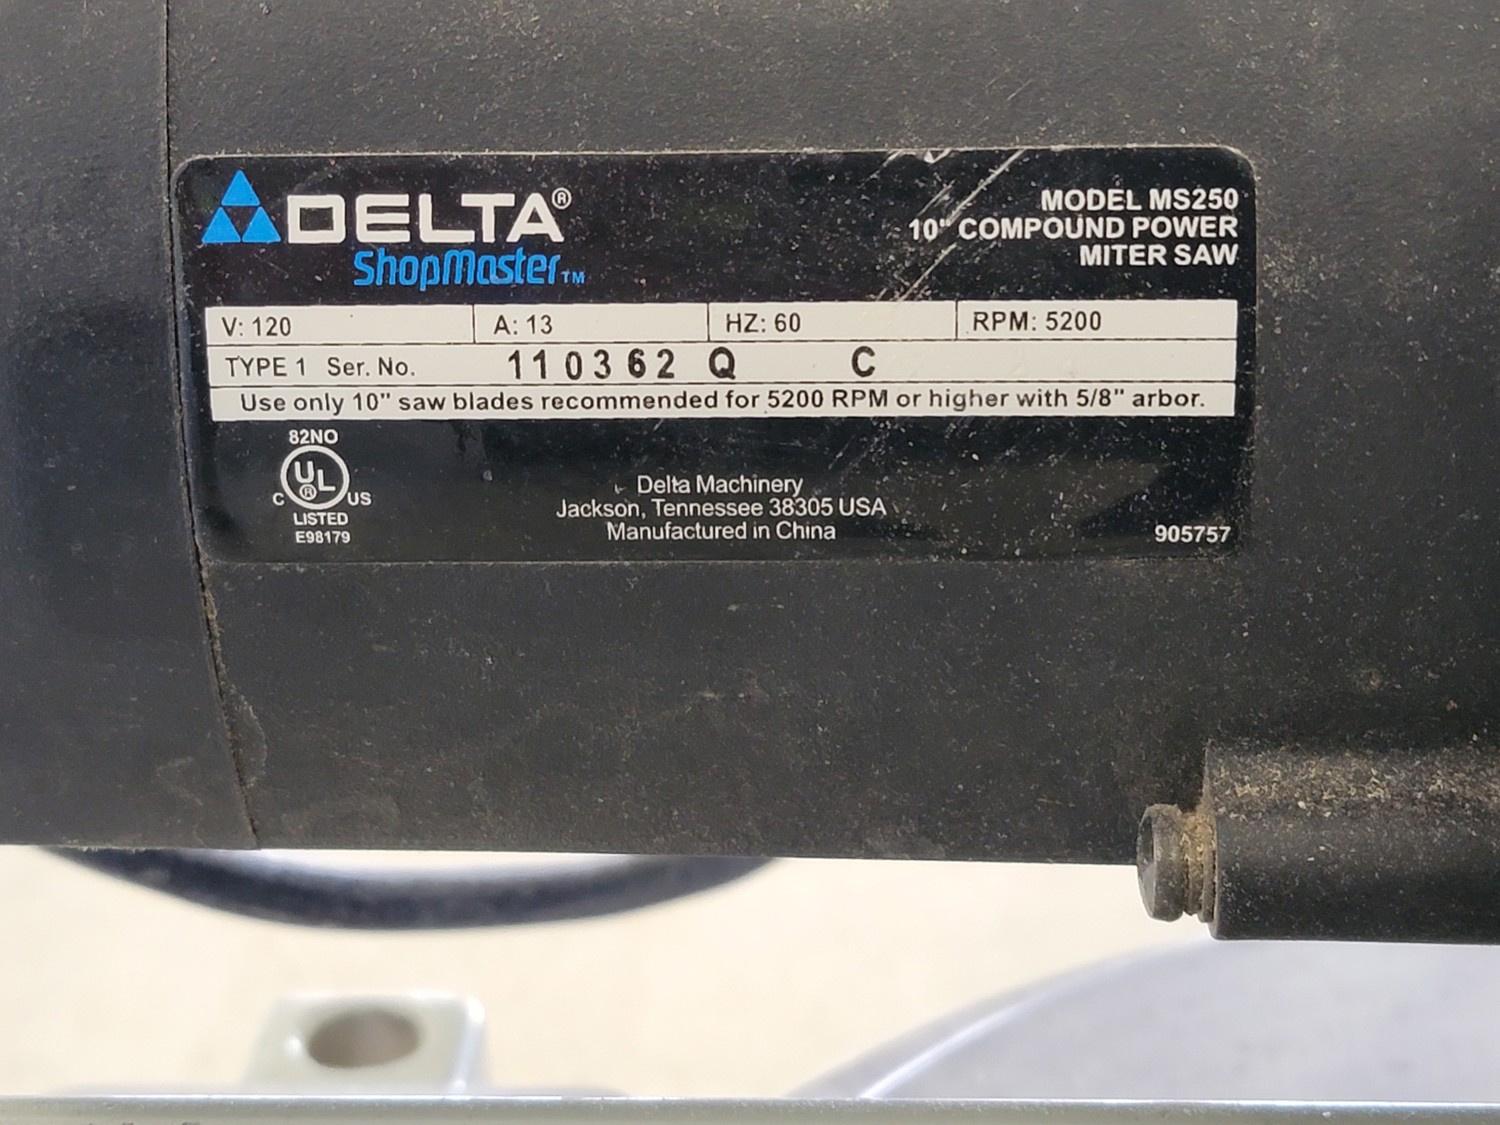 DELTA®
ShopMaster™
MODEL MS250
10" COMPOUND POWER
MITER SAW
V: 120 A: 13 HZ: 60 RPM: 5200
TYPE 1 Ser. No. 110362 Q C
Use only 10" saw blades recommended for 5200 RPM or higher with 5/8" arbor.
82NO
C UL® US
LISTED
E98179
Delta Machinery
Jackson, Tennessee 38305 USA
Manufactured in China
905757